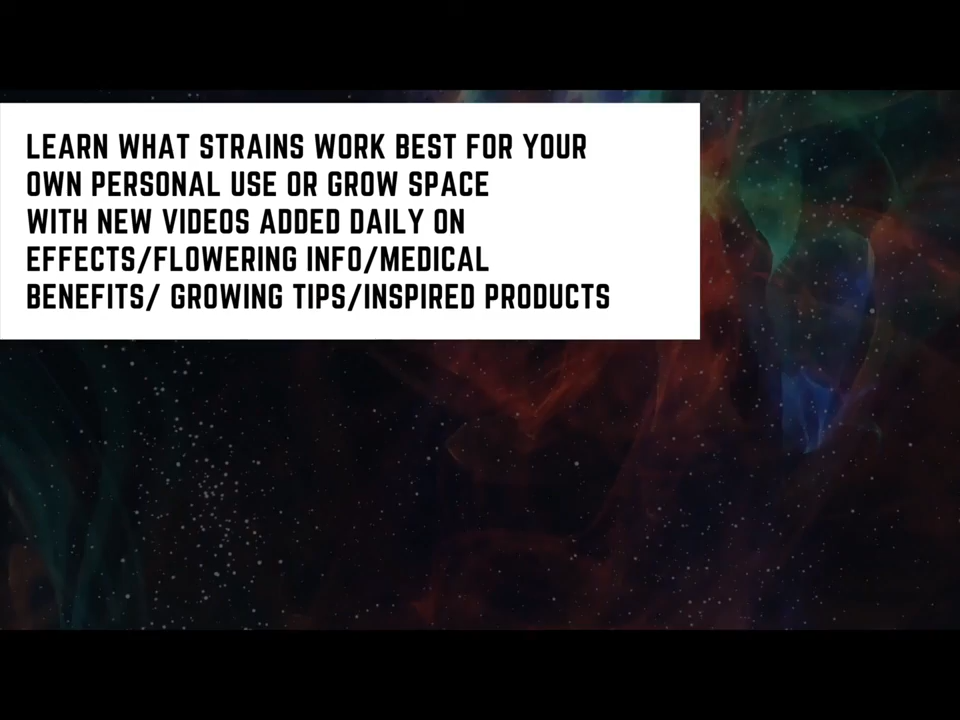 LEARN WHAT STRAINS WORK BEST FOR YOUR
OWN PERSONAL USE OR GROW SPACE
WITH NEW VIDEOS ADDED DAILY ON
EFFECTS/FLOWERING INFO/MEDICAL
BENEFITS/ GROWING TIPS/INSPIRED PRODUCTS